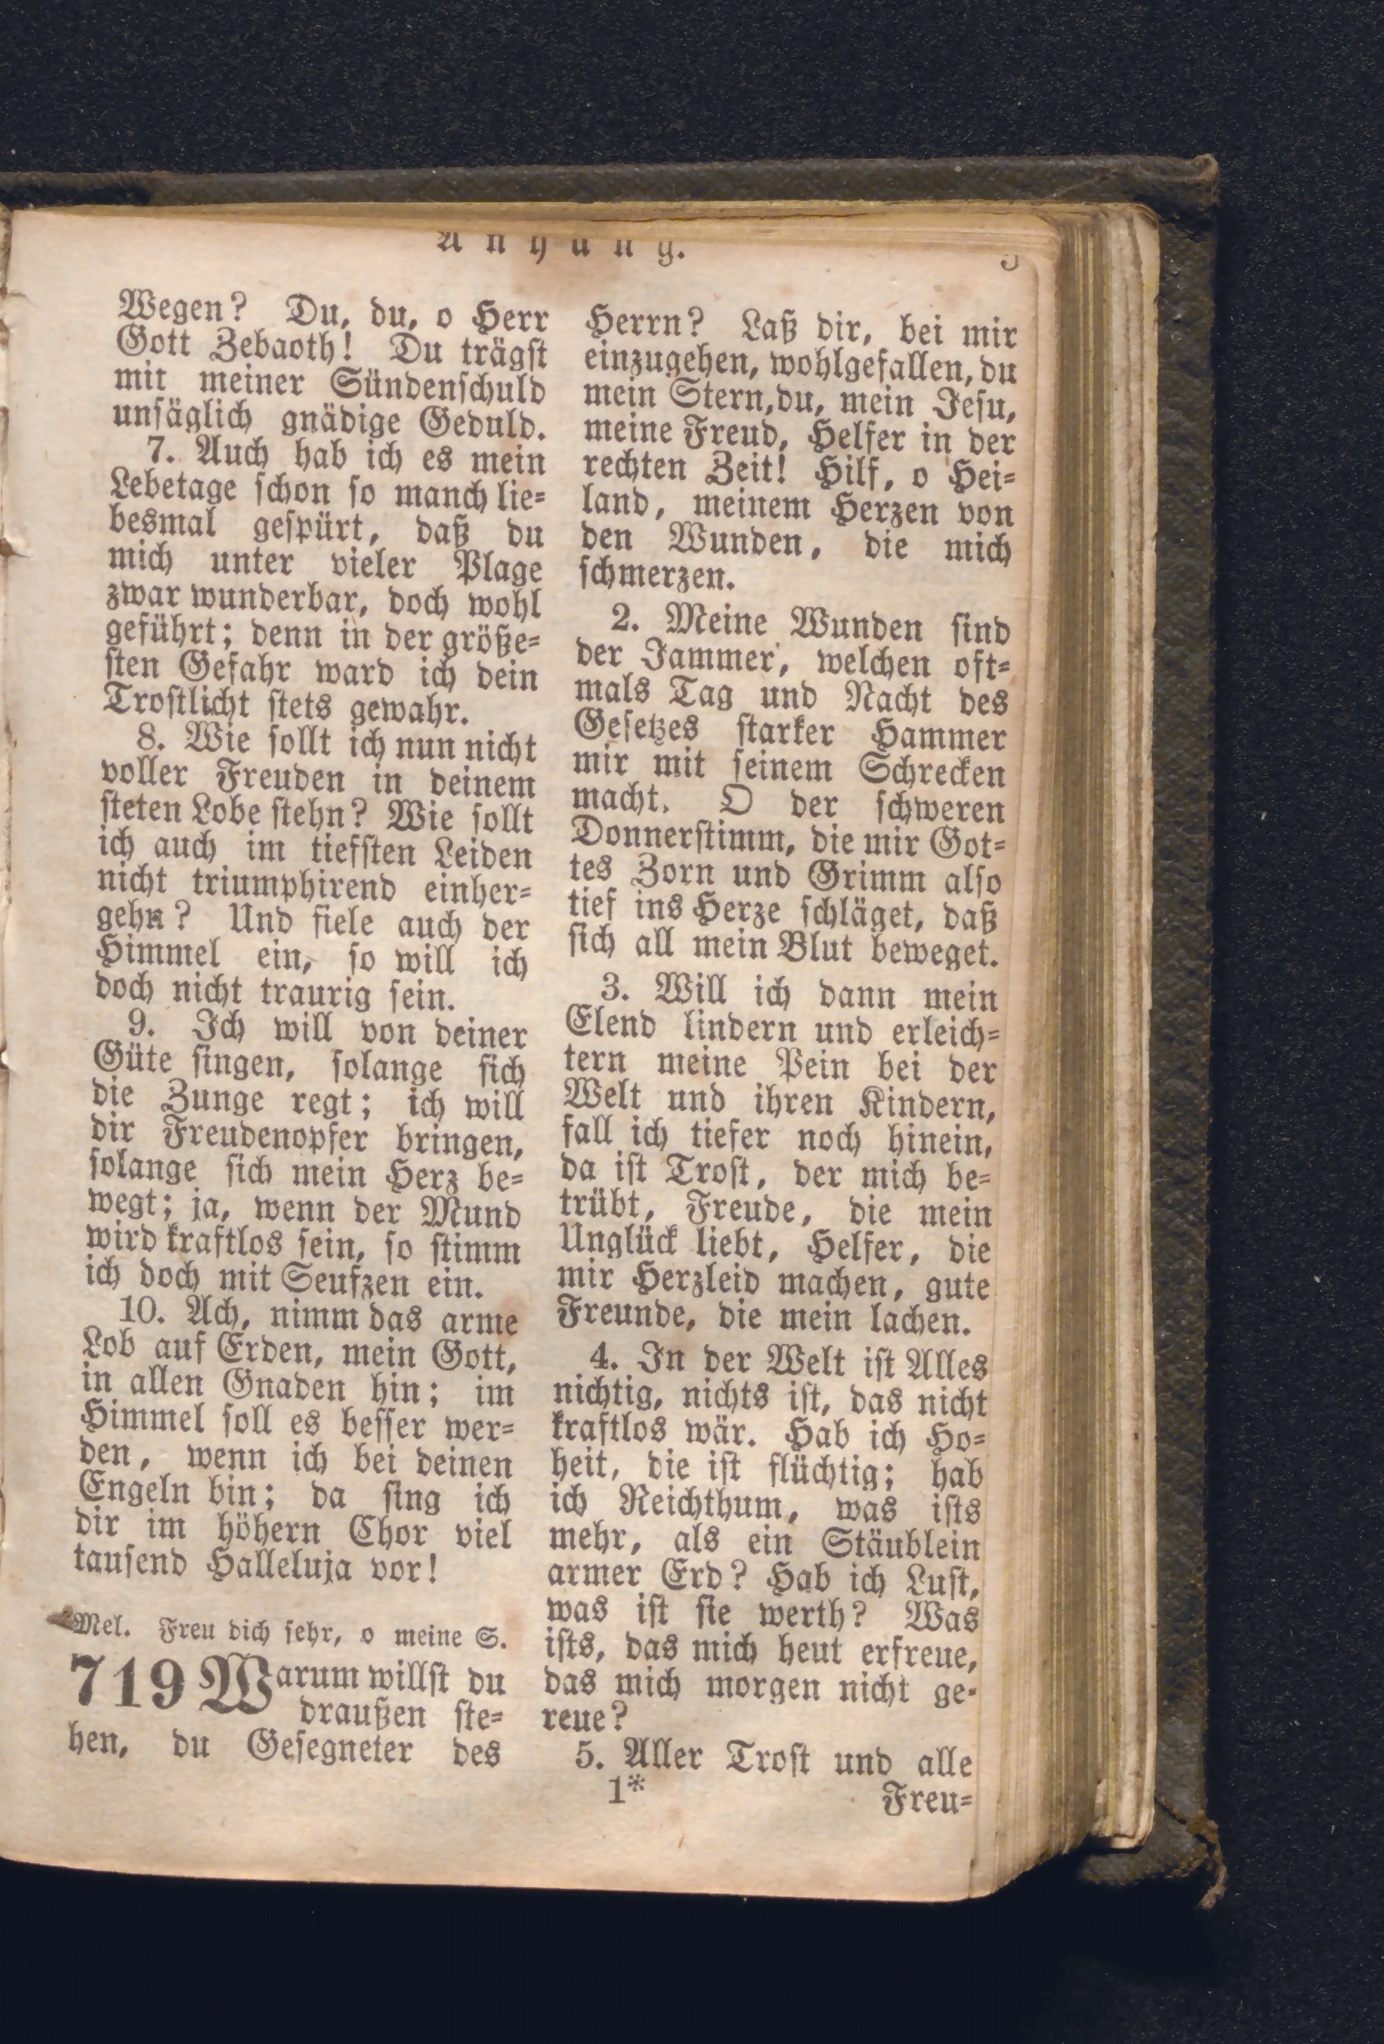 Anhang.
Wegen? Du, du, o Herr
Gott Zebaoth! Du trägst
mit meiner Sündenschuld
unsäglich gnädige Geduld.
7. Auch hab ich es mein
Lebetage schon so manch lie-
besmal gespürt, daß du
mich unter vieler Plage
zwar wunderbar, doch wohl
geführt; denn in der größe-
sten Gefahr ward ich dein
Trostlicht stets gewahr.
8. Wie sollt ich nun nicht
voller Freuden in deinem
steten Lobe stehn? Wie sollt
ich auch im tiefsten Leiden
nicht triumphirend einher-
gehn? Und fiele auch der
Himmel ein, so will ich
doch nicht traurig sein.
9. Ich will von deiner
Güte singen, solange sich
die Zunge regt; ich will
dir Freudenopfer bringen,
solange sich mein Herz be-
wegt; ja, wenn der Mund
wird kraftlos sein, so stimm
ich doch mit Seufzen ein.
10. Ach, nimm das arme
Lob auf Erden, mein Gott,
in allen Gnaden hin; im
Himmel soll es besser wer-
den, wenn ich bei deinen
Engeln bin; da sing ich
dir im höhern Chor viel
tausend Halleluja vor!
Mel. Freu dich sehr, o meine S.
719 Warum willst du
draußen ste-
hen, du Gesegneter des
Herrn? Laß dir, bei mir
einzugehen, wohlgefallen, du
mein Stern, du, mein Jesu,
meine Freud, Helfer in der
rechten Zeit! Hilf, o Hei-
land, meinem Herzen von
den Wunden, die mich
schmerzen.
2. Meine Wunden sind
der Jammer, welchen oft-
mals Tag und Nacht des
Gesetzes starker Hammer
mir mit seinem Schrecken
macht. O der schweren
Donnerstimm, die mir Got-
tes Zorn und Grimm also
tief ins Herze schläget, daß
sich all mein Blut beweget.
3. Will ich dann mein
Elend lindern und erleich-
tern meine Pein bei der
Welt und ihren Kindern,
fall ich tiefer noch hinein,
da ist Trost, der mich be-
trübt, Freude, die mein
Unglück liebt, Helfer, die
mir Herzleid machen, gute
Freunde, die mein lachen.
4. In der Welt ist Alles
nichtig, nichts ist, das nicht
kraftlos wär. Hab ich Ho-
heit, die ist flüchtig; hab
ich Reichthum, was ists
mehr, als ein Stäublein
armer Erd? Hab ich Lust,
was ist sie werth? Was
ists, das mich heut erfreue,
das mich morgen nicht ge-
reue?
5. Aller Trost und alle
1*
Freu-